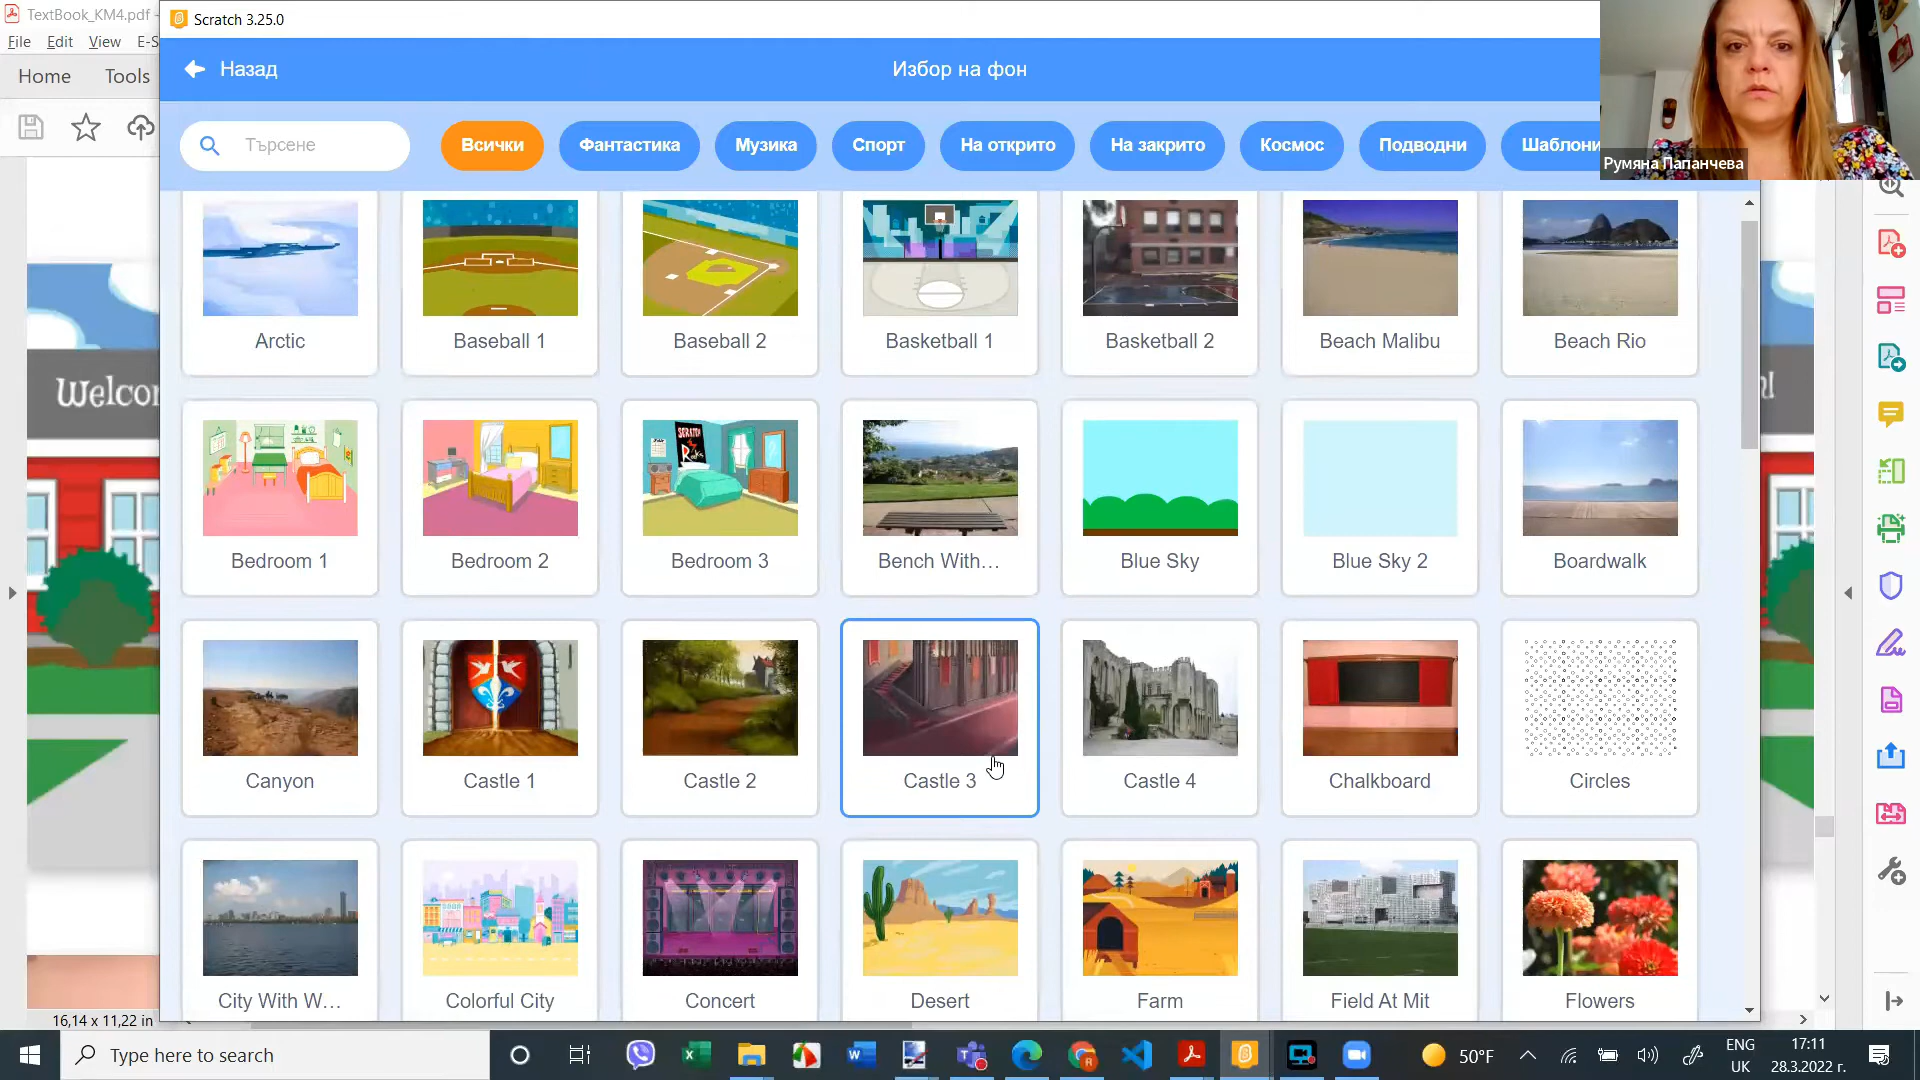 TextBook_KM4.pdf -
Scratch 3.25.0
File Edit View E-S
Home Tools
Назад
Избор на фон
Търсене
Всички
Фантастика
Музика
Спорт
На открито
На закрито
Космос
Подводни
Шаблони
Румяна Папанчева
Arctic
Baseball 1
Baseball 2
Basketball 1
Basketball 2
Beach Malibu
Beach Rio
Welcom
Bedroom 1
Bedroom 2
Bedroom 3
Bench With...
Blue Sky
Blue Sky 2
Boardwalk
Canyon
Castle 1
Castle 2
Castle 3
Castle 4
Chalkboard
Circles
City With W...
Colorful City
Concert
Desert
Farm
Field At Mit
Flowers
16,14 x 11,22 in
Type here to search
50°F
ENG
UK
17:11
28.3.2022 г.